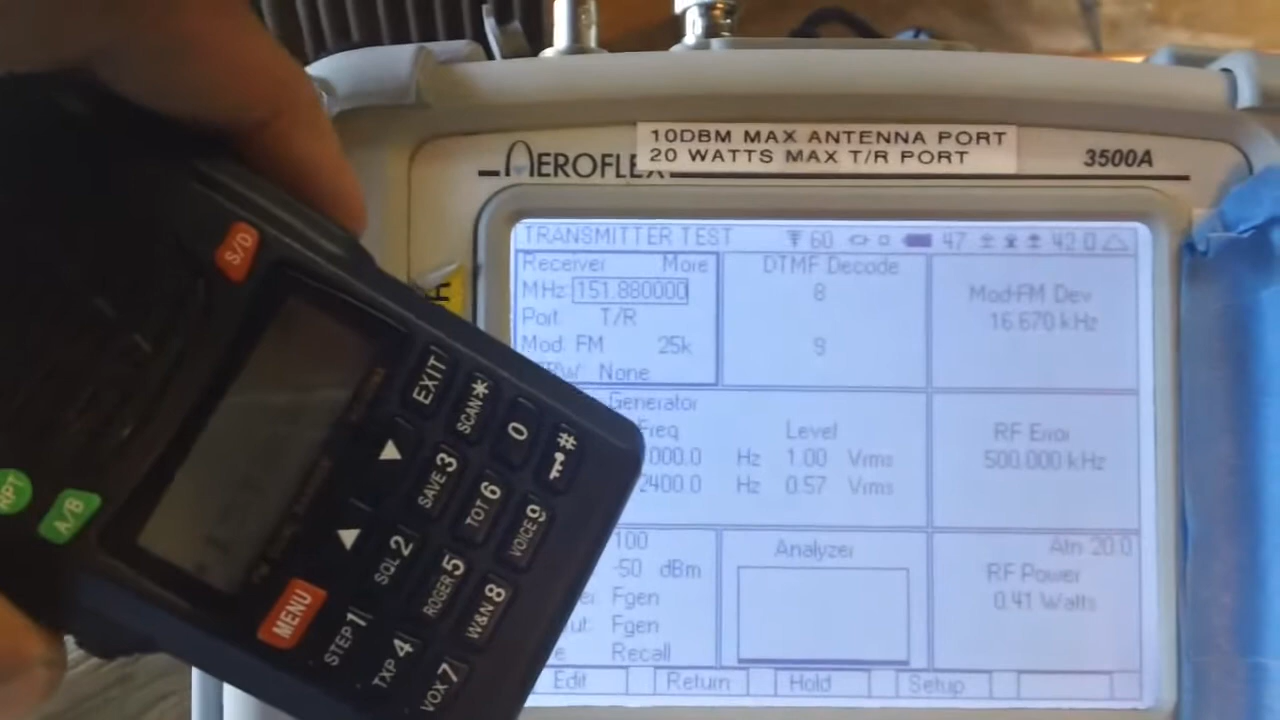 10DBM MAX ANTENNA PORT
20 WATTS MAX T/R PORT
AEROFLEX
3500A
TRANSMITTER TEST 60 47 42 0
Receiver More
MHz: 151.880000
Port: T/R
Mod: FM 25k
None
DTMF Decode
8
9
Mod-FM Dev
16.670 kHz
Generator
Freq Level
000.0 Hz 1.00 Vrms
2400.0 Hz 0.57 Vrms
RF Error
500.000 kHz
100
-50 dBm
Fgen
Fgen
Recall
Analyzer
Atn 20.0
RF Power
0.41 Watts
Edit Return Hold Setup
S/D
RPT
A/B
MENU
▲
▼
EXIT
STEP 1
SQL 2
SAVE 3
SCAN *
TXP 4
ROGER 5
TOT 6
0
VOX 7
W&N 8
VOICE 9
#